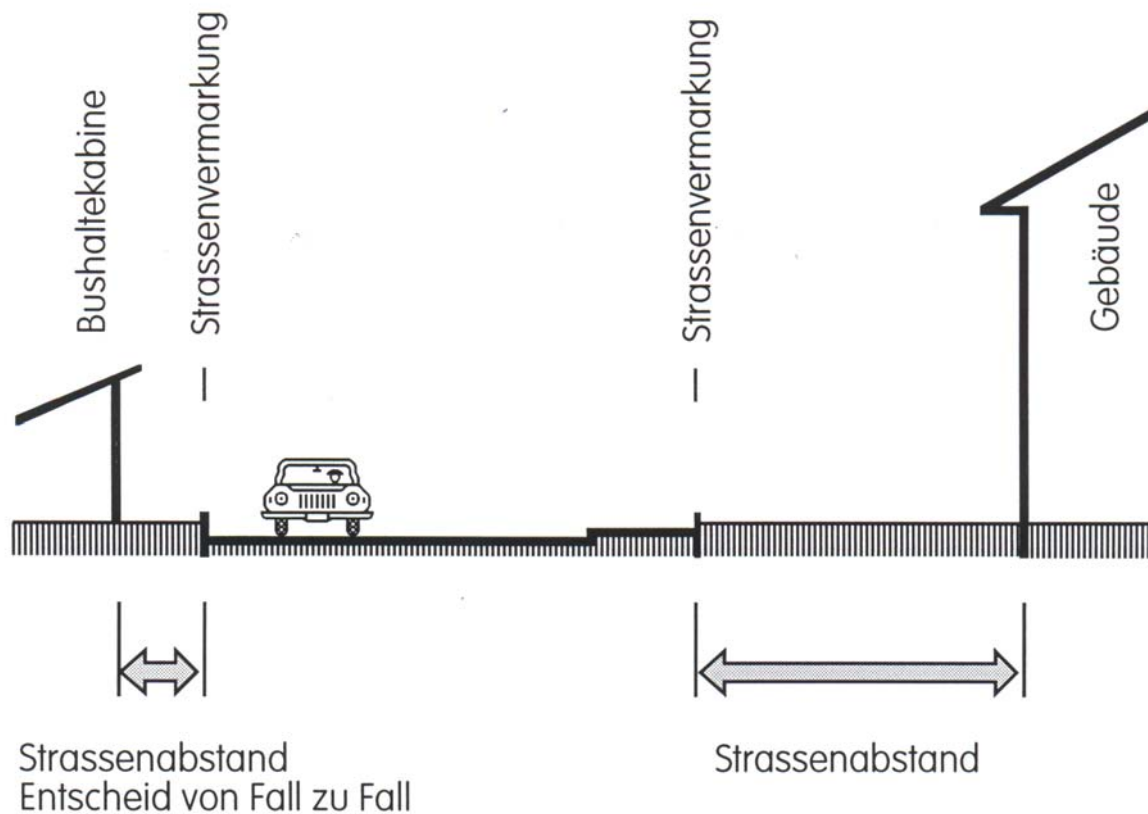 Bushaltekabine
Strassenvermarkung
Strassenvermarkung
Gebäude
Strassenabstand
Entscheid von Fall zu Fall
Strassenabstand